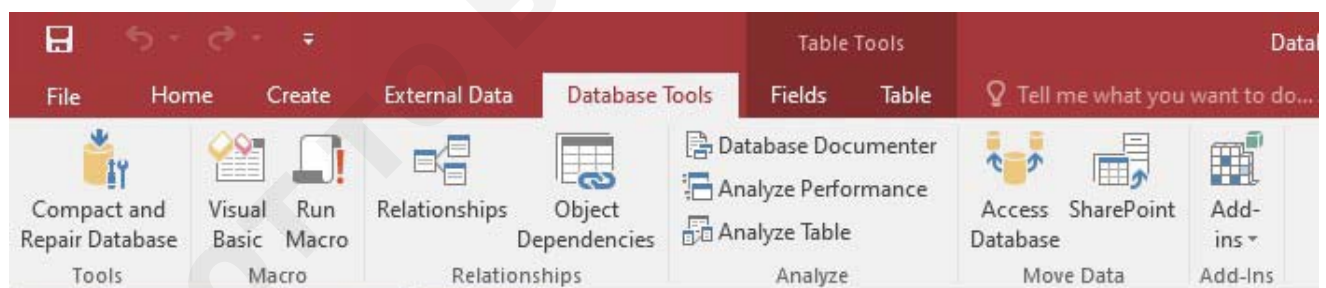 Table Tools
Datab
File Home Create External Data Database Tools Fields Table Tell me what you want to do...
Compact and
Repair Database
Visual
Basic
Run
Macro
Relationships
Object
Dependencies
Database Documenter
Analyze Performance
Analyze Table
Access
Database
SharePoint
Add-
ins
Tools Macro Relationships Analyze Move Data Add-Ins